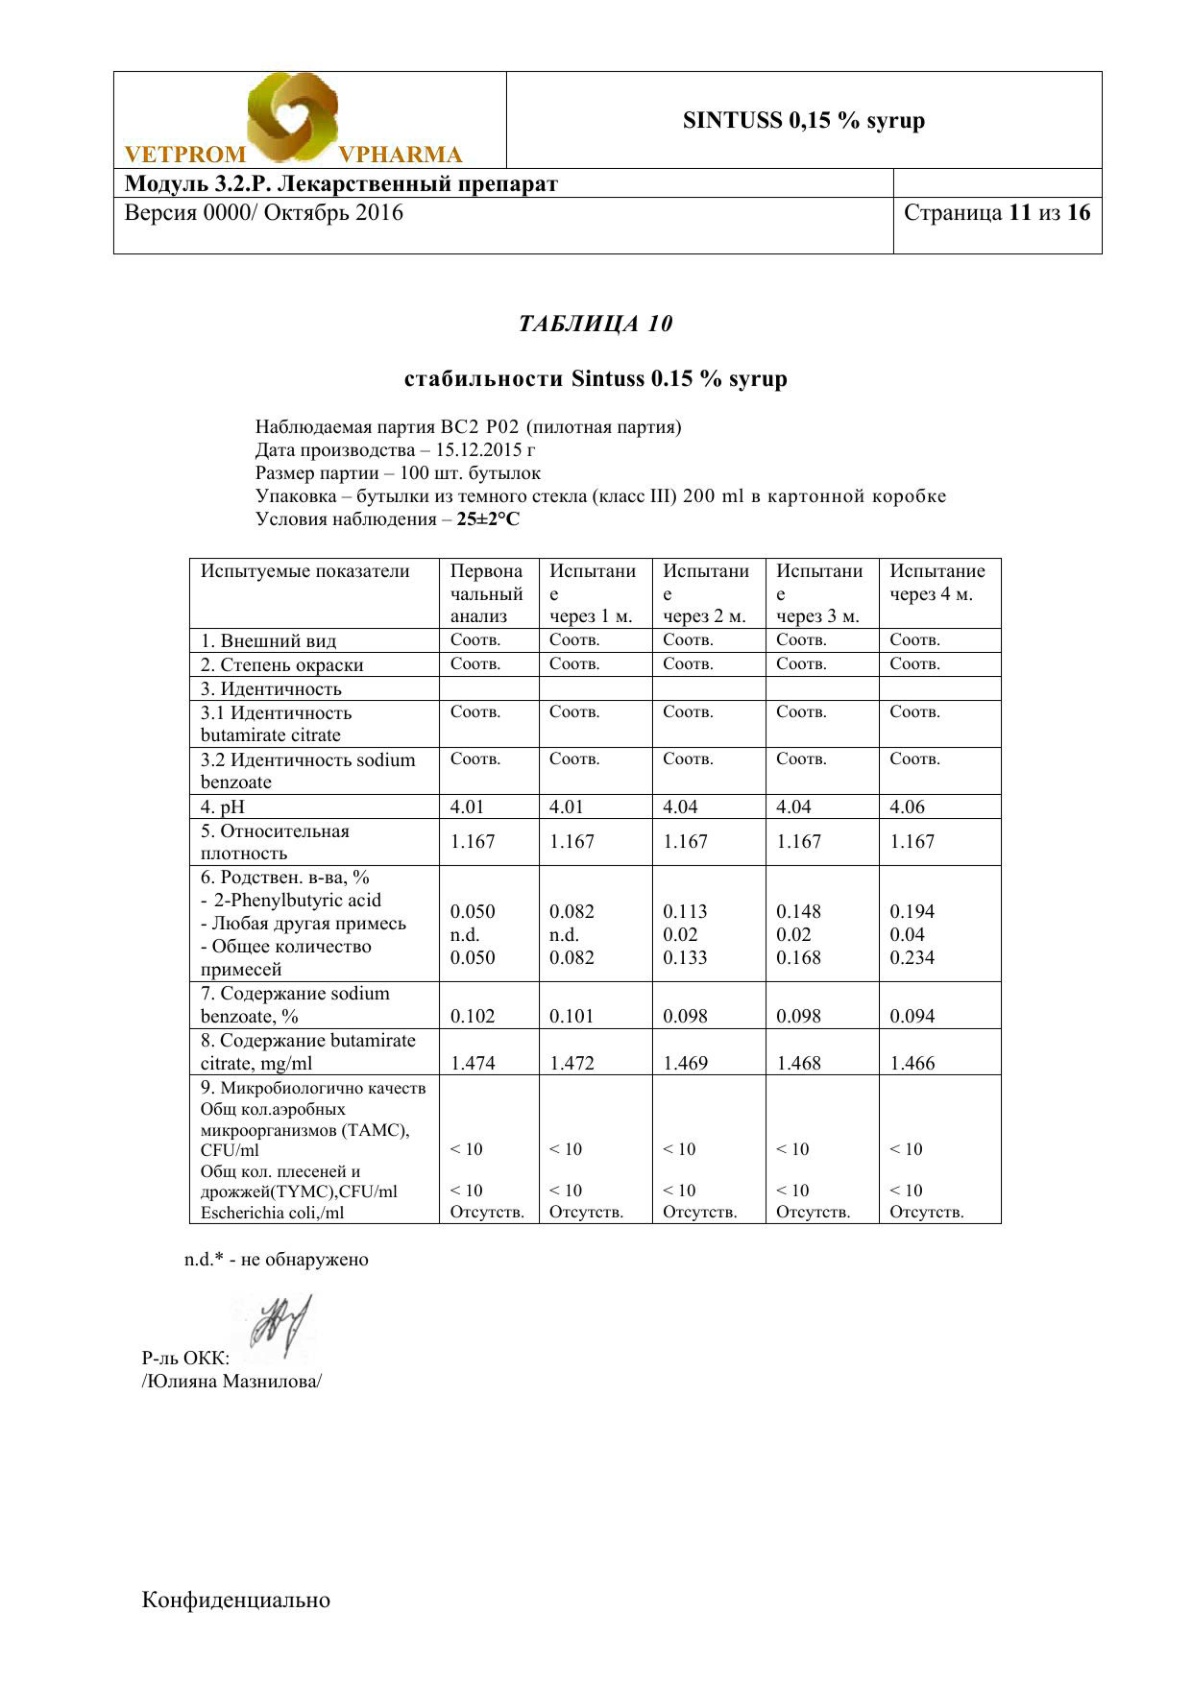 VETPROM VPHARMA
SINTUSS 0,15 % syrup
Модуль 3.2.Р. Лекарственный препарат
Версия 0000/ Октябрь 2016
Страница 11 из 16
ТАБЛИЦА 10
стабильности Sintuss 0.15 % syrup
Наблюдаемая партия BC2 P02 (пилотная партия)
Дата производства – 15.12.2015 г
Размер партии – 100 шт. бутылок
Упаковка – бутылки из темного стекла (класс III) 200 ml в картонной коробке
Условия наблюдения – 25±2°C
Испытуемые показатели Первона Испытани Испытани Испытани Испытание
чальный е е е через 4 м.
анализ через 1 м. через 2 м. через 3 м.
1. Внешний вид Соотв. Соотв. Соотв. Соотв. Соотв.
2. Степень окраски Соотв. Соотв. Соотв. Соотв. Соотв.
3. Идентичность
3.1 Идентичность Соотв. Соотв. Соотв. Соотв. Соотв.
butamirate citrate
3.2 Идентичность sodium Соотв. Соотв. Соотв. Соотв. Соотв.
benzoate
4. pH 4.01 4.01 4.04 4.04 4.06
5. Относительная
плотность 1.167 1.167 1.167 1.167 1.167
6. Родствен. в-ва, %
- 2-Phenylbutyric acid 0.050 0.082 0.113 0.148 0.194
- Любая другая примесь n.d. n.d. 0.02 0.02 0.04
- Общее количество 0.050 0.082 0.133 0.168 0.234
примесей
7. Содержание sodium
benzoate, % 0.102 0.101 0.098 0.098 0.094
8. Содержание butamirate
citrate, mg/ml 1.474 1.472 1.469 1.468 1.466
9. Микробиологично качеств
Общ кол.аэробных
микроорганизмов (TAMC),
CFU/ml < 10 < 10 < 10 < 10 < 10
Общ кол. плесеней и
дрожжей(TYMC),CFU/ml < 10 < 10 < 10 < 10 < 10
Escherichia coli,/ml Отсутств. Отсутств. Отсутств. Отсутств. Отсутств.
n.d.* - не обнаружено
Р-ль ОКК:
/Юлияна Мазнилова/
Конфиденциально